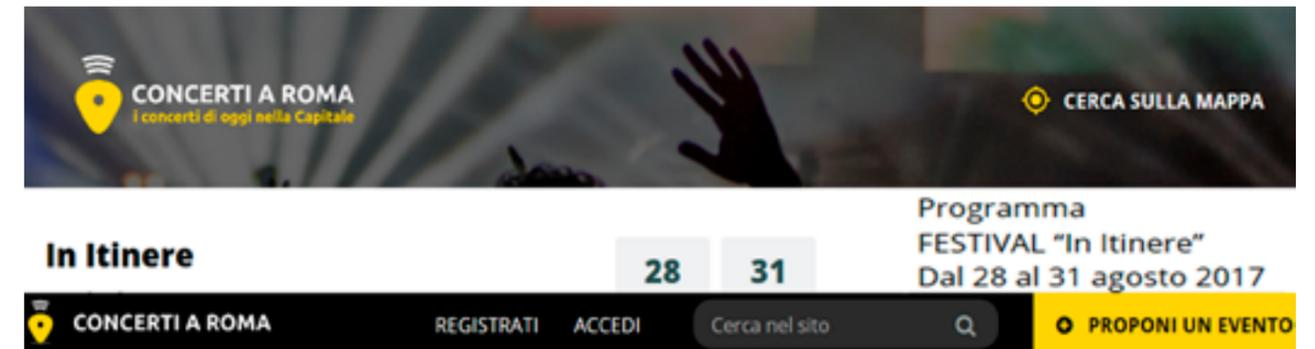 CONCERTI A ROMA
i concerti di oggi nella Capitale
CERCA SULLA MAPPA
In Itinere
28 31
Programma
FESTIVAL “In Itinere”
Dal 28 al 31 agosto 2017
CONCERTI A ROMA REGISTRATI ACCEDI Cerca nel sito PROPONI UN EVENTO